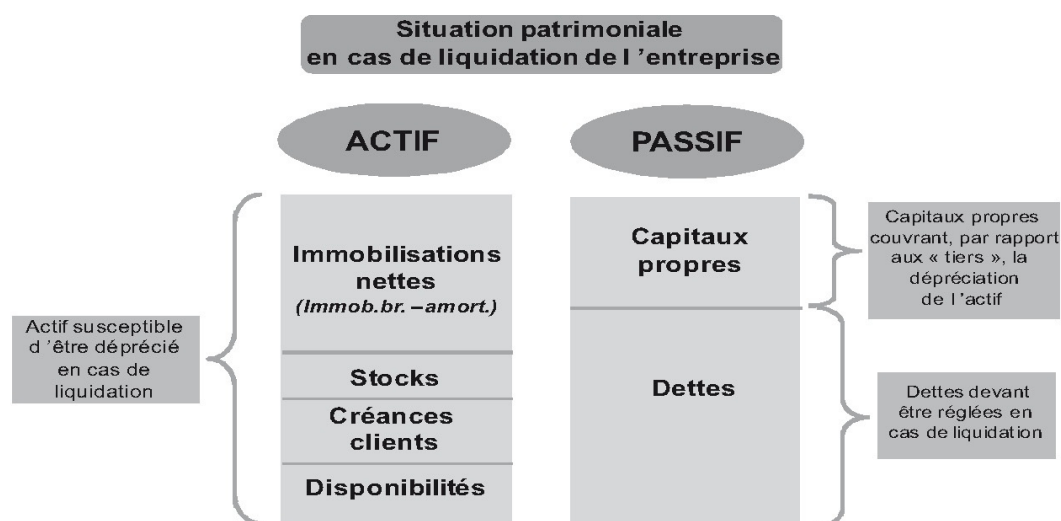 Situation patrimoniale
en cas de liquidation de l ’entreprise
ACTIF
PASSIF
Actif susceptible
d ’être déprécié
en cas de
liquidation
Immobilisations
nettes
(Immob.br. –amort.)
Stocks
Créances
clients
Disponibilités
Capitaux
propres
Dettes
Capitaux propres
couvrant, par rapport
aux « tiers », la
dépréciation
de l ’actif
Dettes devant
être réglées en
cas de liquidation